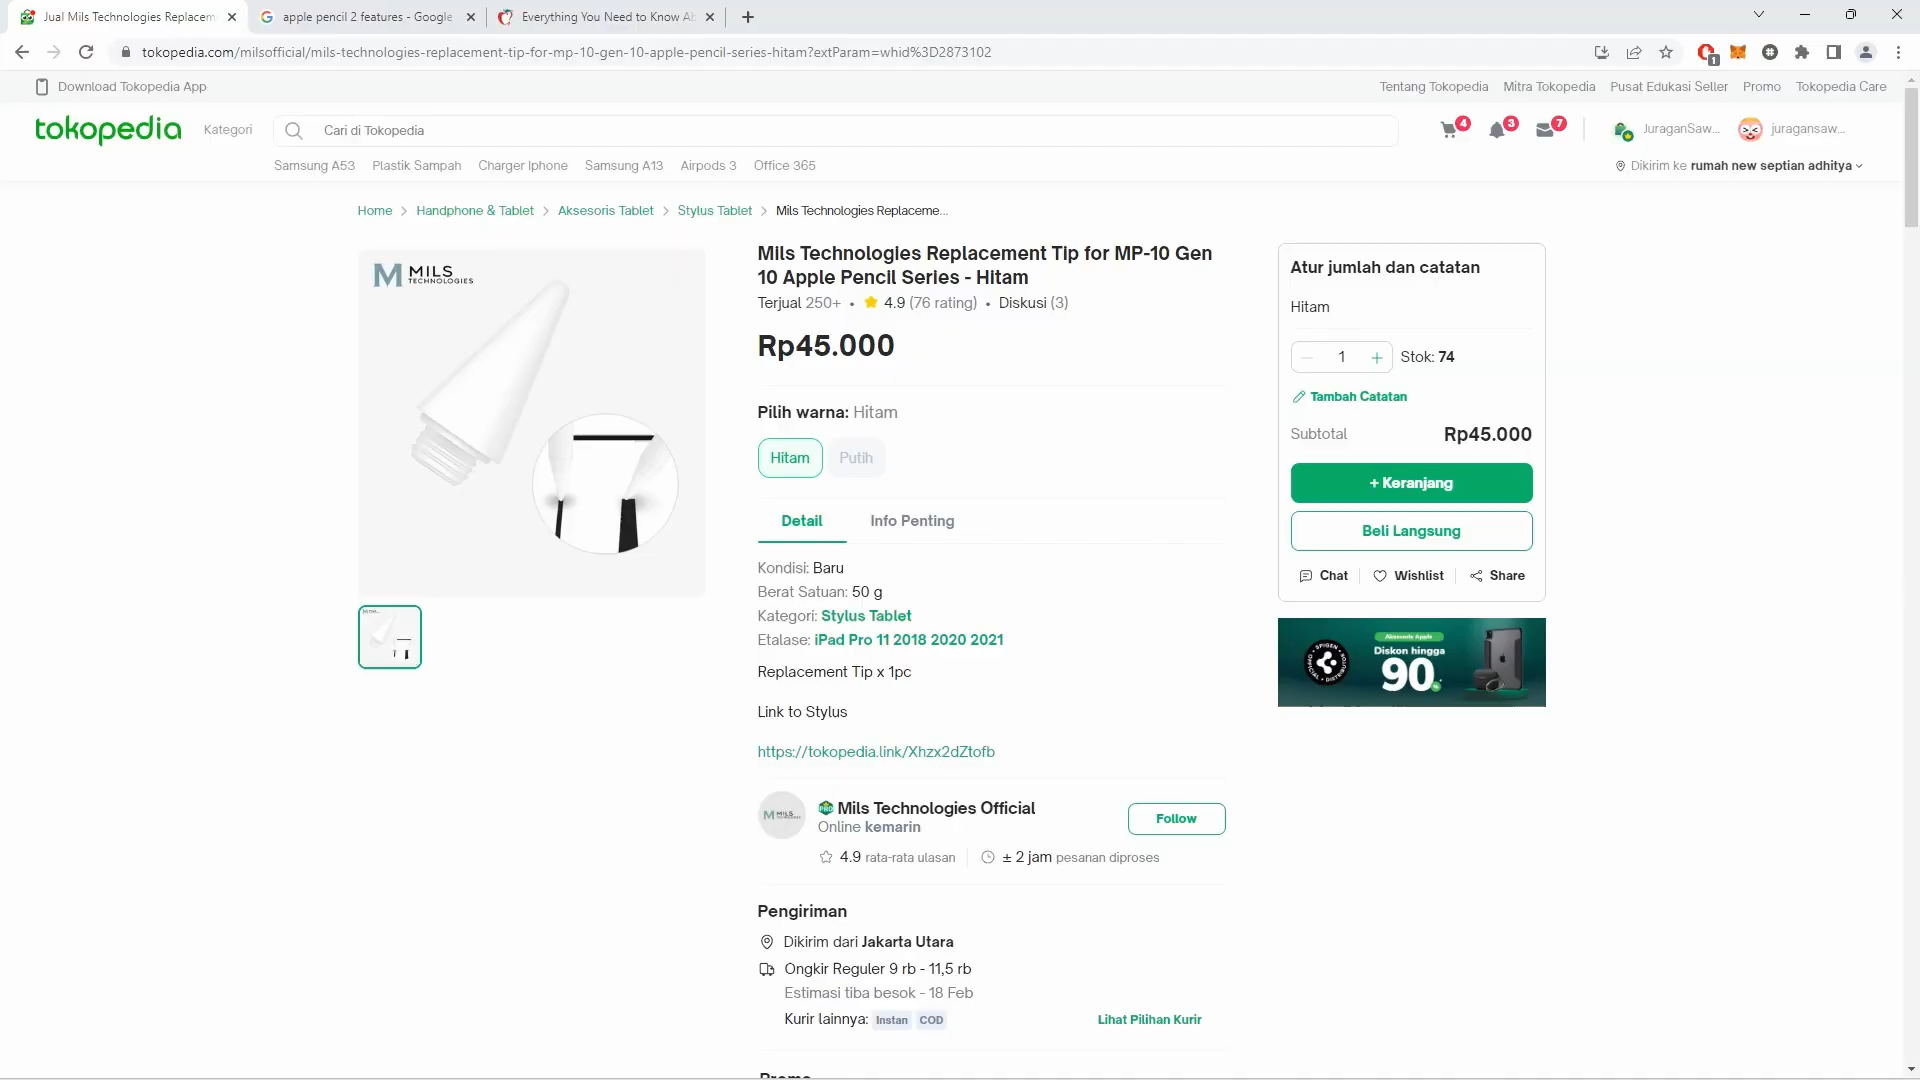 Jual Mils Technologies Replacem
apple pencil 2 features - Google
Everything You Need to Know Ab
tokopedia.com/milsofficial/mils-technologies-replacement-tip-for-mp-10-gen-10-apple-pencil-series-hitam?extParam=whid%3D2873102
1
Download Tokopedia App
Tentang Tokopedia
Mitra Tokopedia
Pusat Edukasi Seller
Promo
Tokopedia Care
tokopedia
Kategori
Cari di Tokopedia
4
3
7
JuraganSaw...
juragansaw...
Samsung A53
Plastik Sampah
Charger Iphone
Samsung A13
Airpods 3
Office 365
Dikirim ke rumah new septian adhitya
Home
Handphone & Tablet
Aksesoris Tablet
Stylus Tablet
Mils Technologies Replaceme...
M MILS
TECHNOLOGIES
Mils Technologies Replacement Tip for MP-10 Gen
10 Apple Pencil Series - Hitam
Terjual 250+ • 4.9 (76 rating) • Diskusi (3)
Rp45.000
Pilih warna: Hitam
Hitam
Putih
Detail
Info Penting
Kondisi: Baru
Berat Satuan: 50 g
Kategori: Stylus Tablet
Etalase: iPad Pro 11 2018 2020 2021
Replacement Tip x 1pc
Link to Stylus
https://tokopedia.link/Xhzx2dZtofb
M MILS
PRO
Mils Technologies Official
Online kemarin
Follow
4.9 rata-rata ulasan
± 2 jam pesanan diproses
Pengiriman
Dikirim dari Jakarta Utara
Ongkir Reguler 9 rb - 11,5 rb
Estimasi tiba besok - 18 Feb
Kurir lainnya: Instan COD
Lihat Pilihan Kurir
Promo
Atur jumlah dan catatan
Hitam
1
Stok: 74
Tambah Catatan
Subtotal
Rp45.000
+ Keranjang
Beli Langsung
Chat
Wishlist
Share
Aksesoris Apple
Diskon hingga
90%